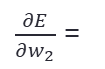 ∂E/∂w₂ =